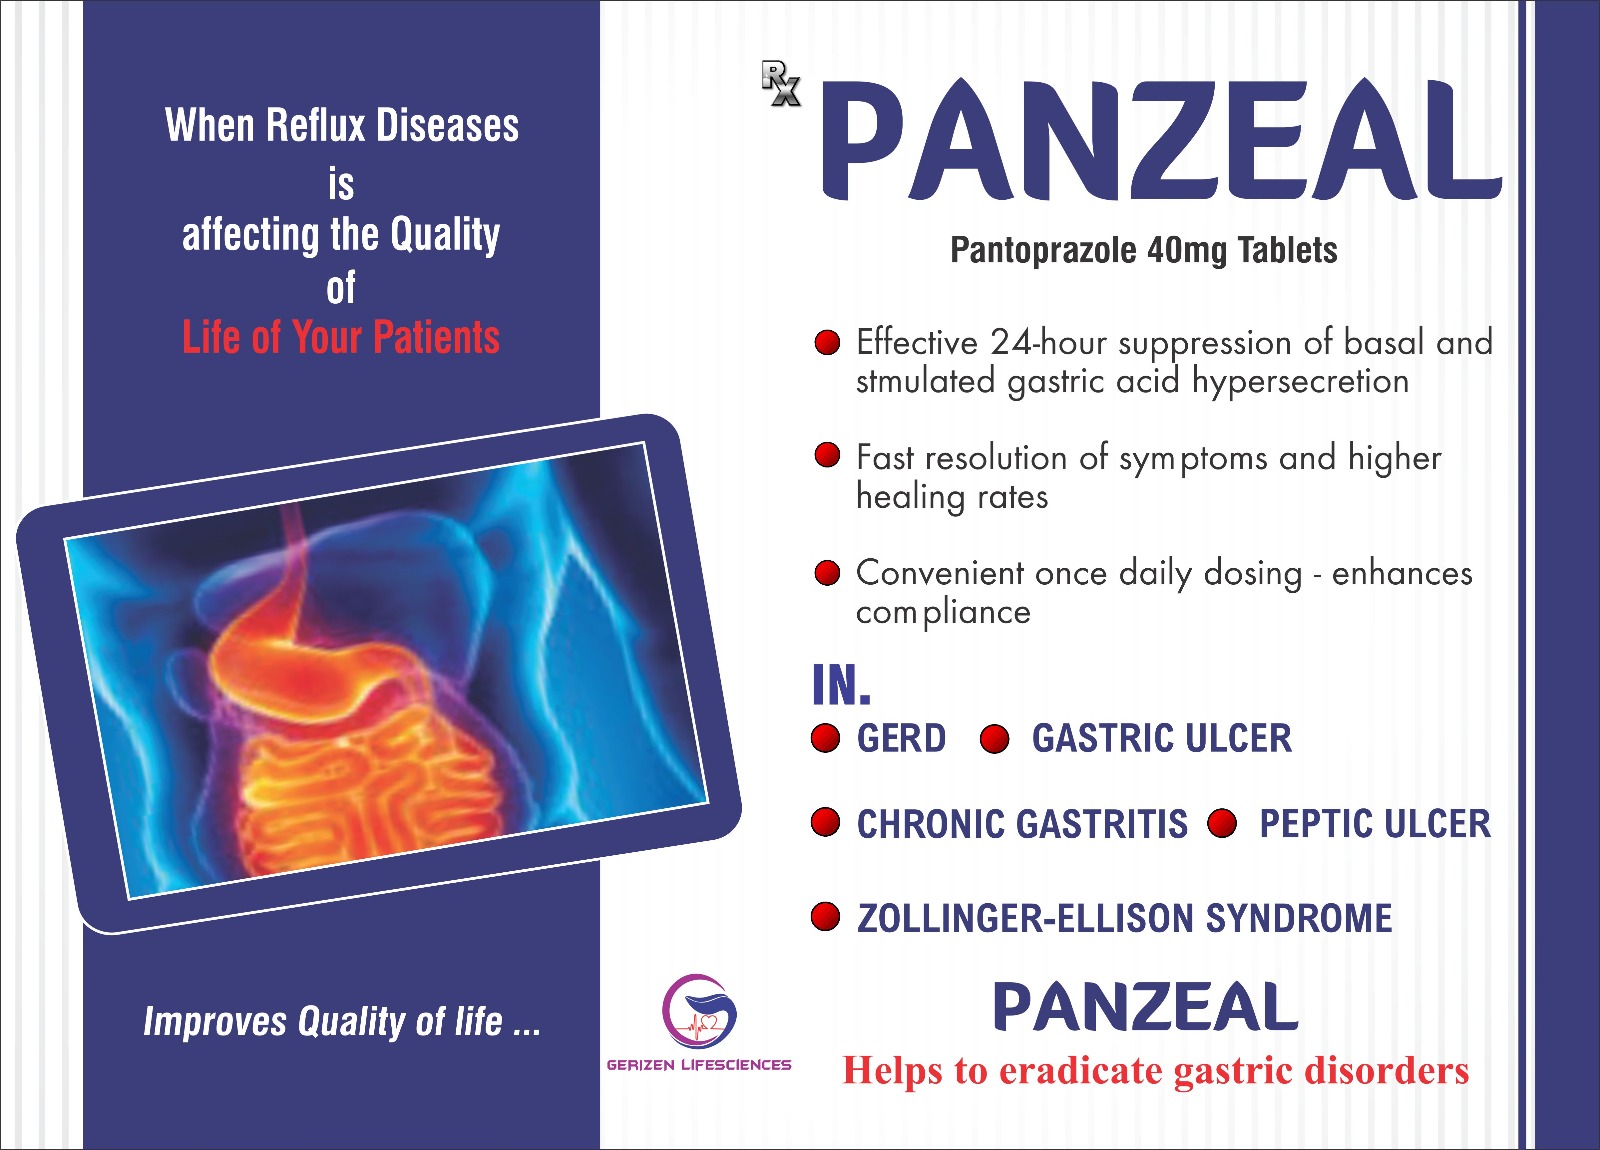 When Reflux Diseases
is
affecting the Quality
of
Life of Your Patients
Improves Quality of life ...
GERIZEN LIFESCIENCES
RX
PANZEAL
Pantoprazole 40mg Tablets
Effective 24-hour suppression of basal and
stmulated gastric acid hypersecretion
Fast resolution of symptoms and higher
healing rates
Convenient once daily dosing - enhances
compliance
IN.
GERD GASTRIC ULCER
CHRONIC GASTRITIS PEPTIC ULCER
ZOLLINGER-ELLISON SYNDROME
PANZEAL
Helps to eradicate gastric disorders